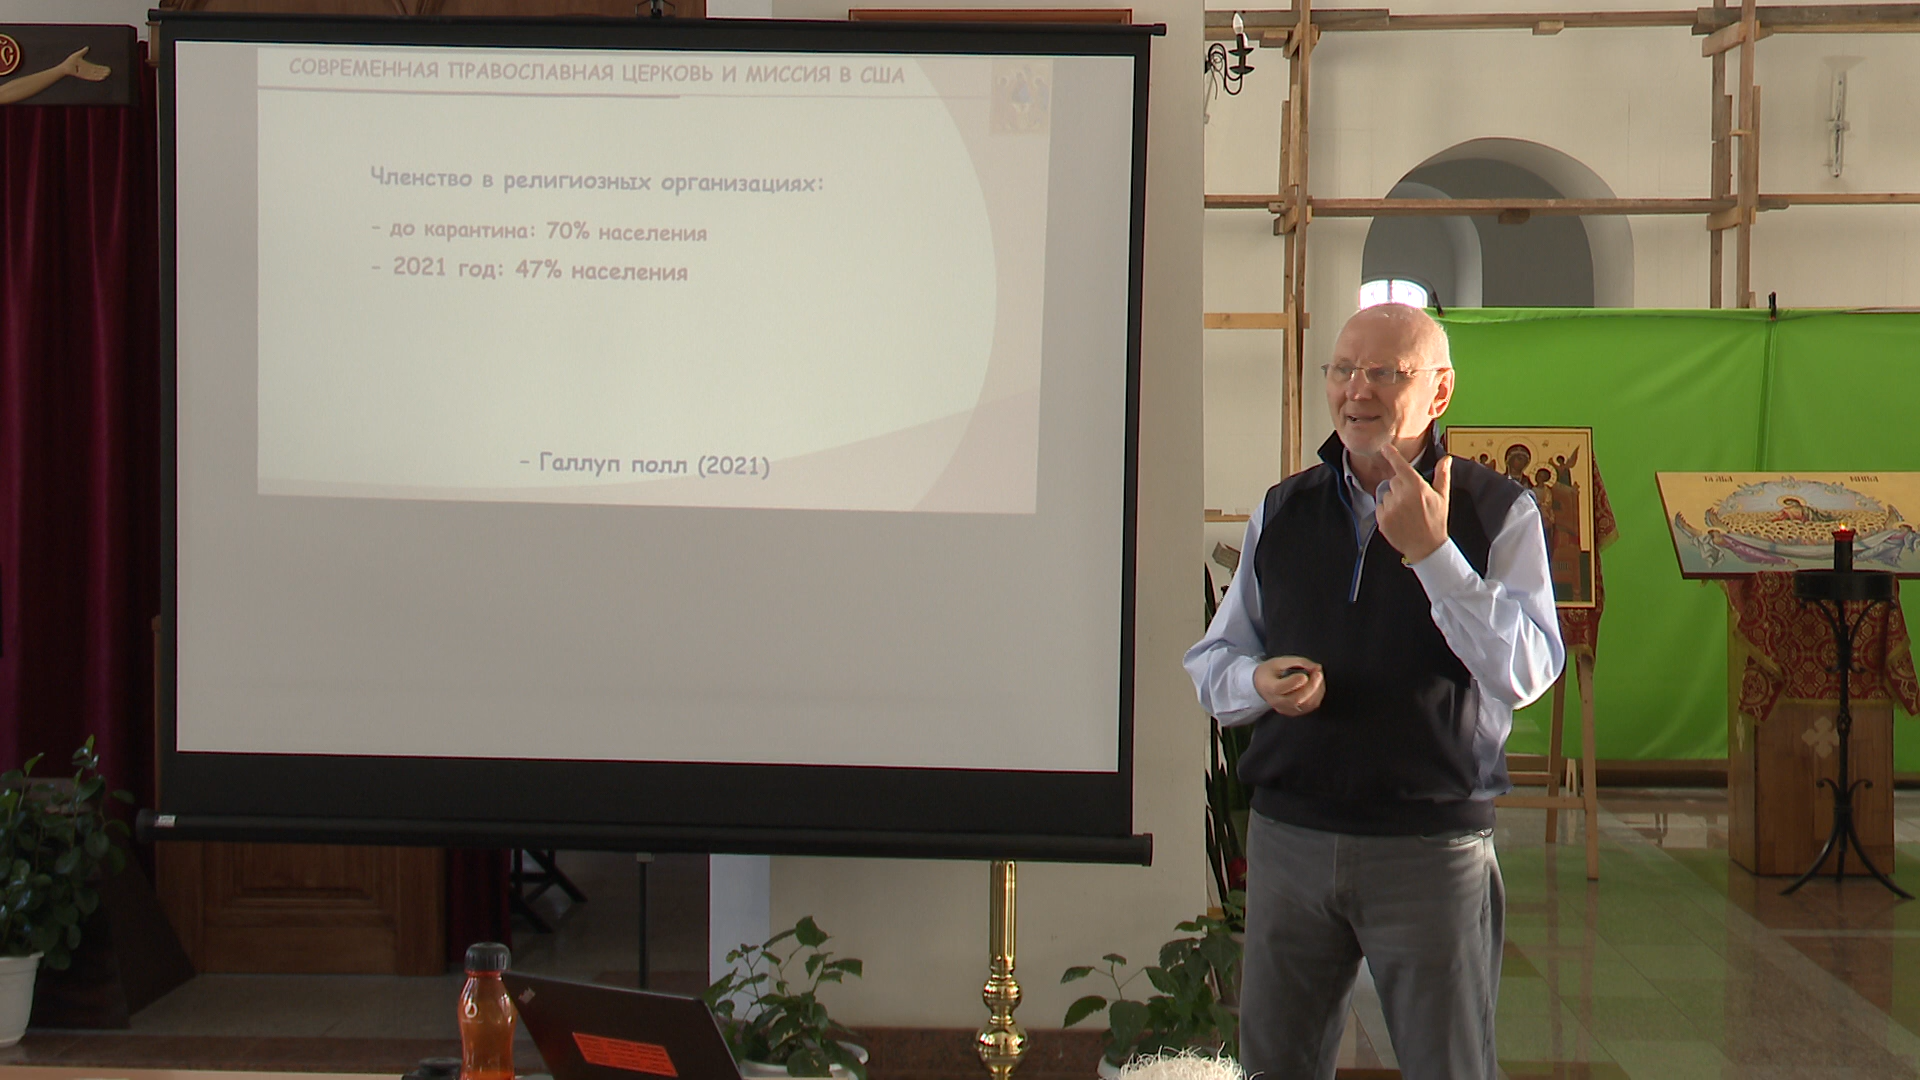 СОВРЕМЕННАЯ ПРАВОСЛАВНАЯ ЦЕРКОВЬ И МИССИЯ В США
Членство в религиозных организациях:
- до карантина: 70% населения
- 2021 год: 47% населения
- Галлуп полл (2021)